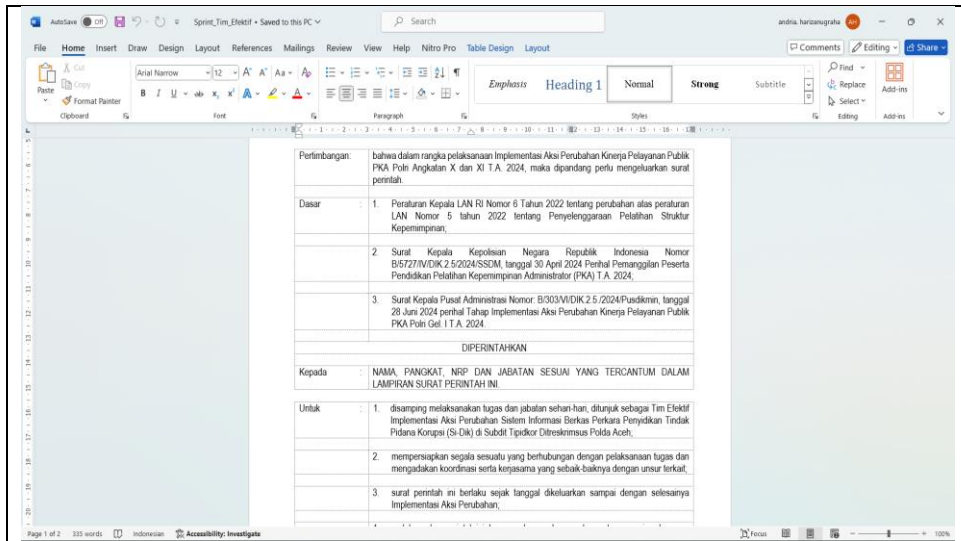 AutoSave Off Sprint_Tim_Efektif • Saved to this PC Search andria. harizanugraha AH
File Home Insert Draw Design Layout References Mailings Review View Help Nitro Pro Table Design Layout Comments Editing Share
Paste Cut Copy Format Painter
Arial Narrow 12
Emphasis Heading 1 Normal Strong Subtitle
Find Replace Select Add-ins
Clipboard Font Paragraph Styles Editing Add-ins
Pertimbangan: bahwa dalam rangka pelaksanaan Implementasi Aksi Perubahan Kinerja Pelayanan Publik
PKA Polri Angkatan X dan XI T.A. 2024, maka dipandang perlu mengeluarkan surat
perintah.
Dasar : 1. Peraturan Kepala LAN RI Nomor 6 Tahun 2022 tentang perubahan atas peraturan
LAN Nomor 5 tahun 2022 tentang Penyelenggaraan Pelatihan Struktur
Kepemimpinan;
2. Surat Kepala Kepolisian Negara Republik Indonesia Nomor
B/5727/IV/DIK.2.5/2024/SSDM, tanggal 30 April 2024 Perihal Pemanggilan Peserta
Pendidikan Pelatihan Kepemimpinan Administrator (PKA) T.A. 2024;
3. Surat Kepala Pusat Administrasi Nomor: B/303/VI/DIK.2.5./2024/Pusdikmin, tanggal
28 Juni 2024 perihal Tahap Implementasi Aksi Perubahan Kinerja Pelayanan Publik
PKA Polri Gel. I T.A. 2024.
DIPERINTAHKAN
Kepada : NAMA, PANGKAT, NRP DAN JABATAN SESUAI YANG TERCANTUM DALAM
LAMPIRAN SURAT PERINTAH INI.
Untuk : 1. disamping melaksanakan tugas dan jabatan sehari-hari, ditunjuk sebagai Tim Efektif
Implementasi Aksi Perubahan Sistem Informasi Berkas Perkara Penyidikan Tindak
Pidana Korupsi (Si-Dik) di Subdit Tipidkor Ditreskrimsus Polda Aceh;
2. mempersiapkan segala sesuatu yang berhubungan dengan pelaksanaan tugas dan
mengadakan koordinasi serta kerjasama yang sebaik-baiknya dengan unsur terkait;
3. surat perintah ini berlaku sejak tanggal dikeluarkan sampai dengan selesainya
Implementasi Aksi Perubahan;
Page 1 of 2 335 words Indonesian Accessibility: Investigate Focus 100%